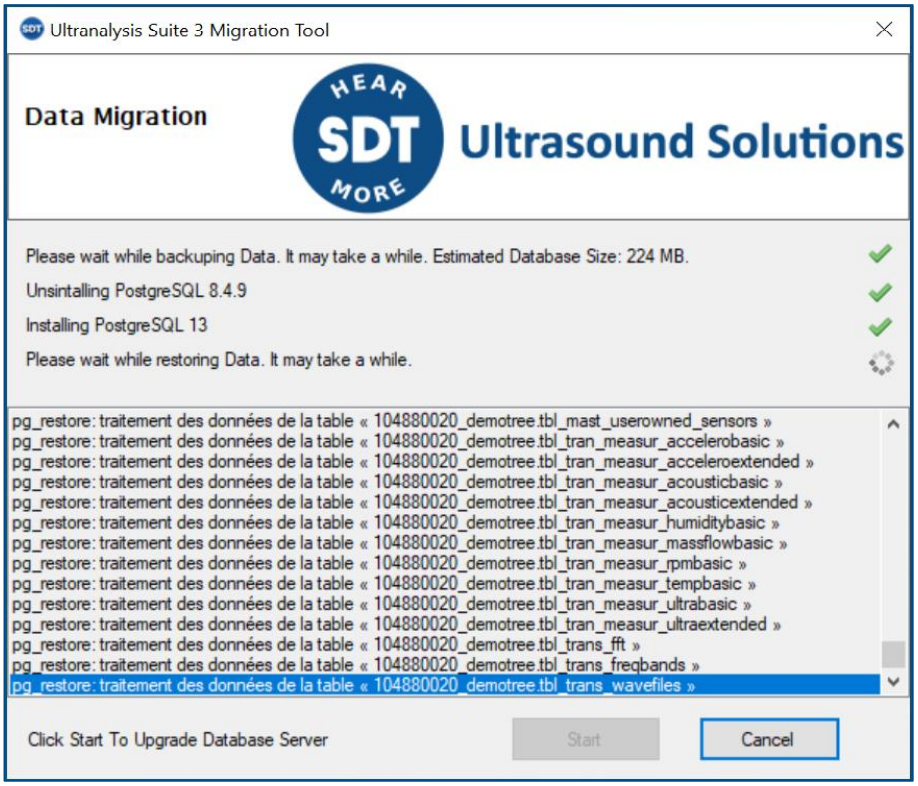 SDT Ultranalysis Suite 3 Migration Tool
Data Migration
HEAR
SDT
MORE
Ultrasound Solutions
Please wait while backuping Data. It may take a while. Estimated Database Size: 224 MB.
Unsintalling PostgreSQL 8.4.9
Installing PostgreSQL 13
Please wait while restoring Data. It may take a while.
pg_restore: traitement des données de la table « 104880020_demotree.tbl_mast_userowned_sensors »
pg_restore: traitement des données de la table « 104880020_demotree.tbl_tran_measur_accelerobasic »
pg_restore: traitement des données de la table « 104880020_demotree.tbl_tran_measur_acceleroextended »
pg_restore: traitement des données de la table « 104880020_demotree.tbl_tran_measur_acousticbasic »
pg_restore: traitement des données de la table « 104880020_demotree.tbl_tran_measur_acousticextended »
pg_restore: traitement des données de la table « 104880020_demotree.tbl_tran_measur_humiditybasic »
pg_restore: traitement des données de la table « 104880020_demotree.tbl_tran_measur_massflowbasic »
pg_restore: traitement des données de la table « 104880020_demotree.tbl_tran_measur_rpmbasic »
pg_restore: traitement des données de la table « 104880020_demotree.tbl_tran_measur_tempbasic »
pg_restore: traitement des données de la table « 104880020_demotree.tbl_tran_measur_ultrabasic »
pg_restore: traitement des données de la table « 104880020_demotree.tbl_tran_measur_ultraextended »
pg_restore: traitement des données de la table « 104880020_demotree.tbl_trans_fft »
pg_restore: traitement des données de la table « 104880020_demotree.tbl_trans_freqbands »
pg_restore: traitement des données de la table « 104880020_demotree.tbl_trans_wavefiles »
Click Start To Upgrade Database Server
Start
Cancel